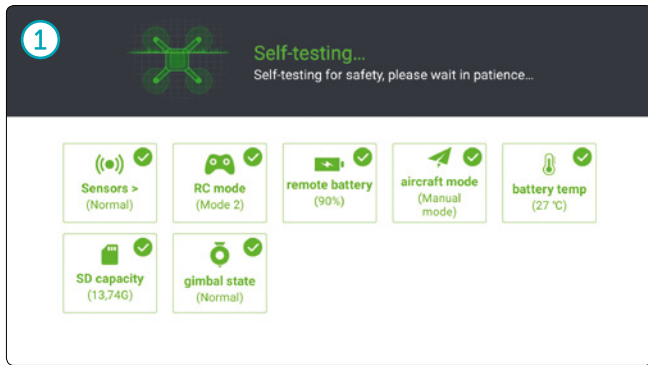 1
Self-testing...
Self-testing for safety, please wait in patience...
Sensors >
(Normal)
RC mode
(Mode 2)
remote battery
(90%)
aircraft mode
(Manual
mode)
battery temp
(27 °C)
SD capacity
(13,74G)
gimbal state
(Normal)